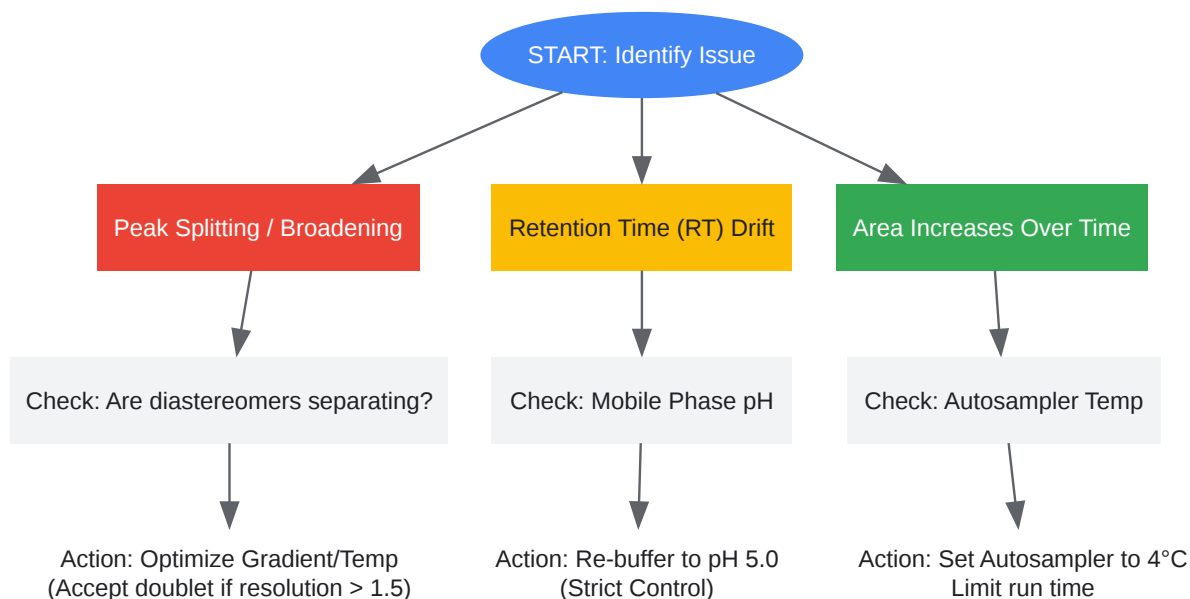 START: Identify Issue
Peak Splitting / Broadening
Retention Time (RT) Drift
Area Increases Over Time
Check: Are diastereomers separating?
Check: Mobile Phase pH
Check: Autosampler Temp
Action: Optimize Gradient/Temp
(Accept doublet if resolution > 1.5)
Action: Re-buffer to pH 5.0
(Strict Control)
Action: Set Autosampler to 4°C
Limit run time